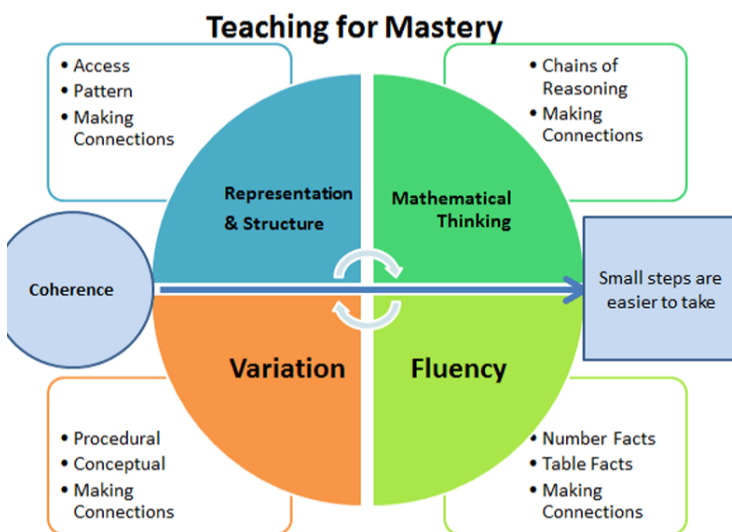 Teaching for Mastery
• Access
• Pattern
• Making
Connections
• Chains of
Reasoning
• Making
Connections
Representation
& Structure
Mathematical
Thinking
Coherence
Small steps are
easier to take
Variation
Fluency
• Procedural
• Conceptual
• Making
Connections
• Number Facts
• Table Facts
• Making
Connections